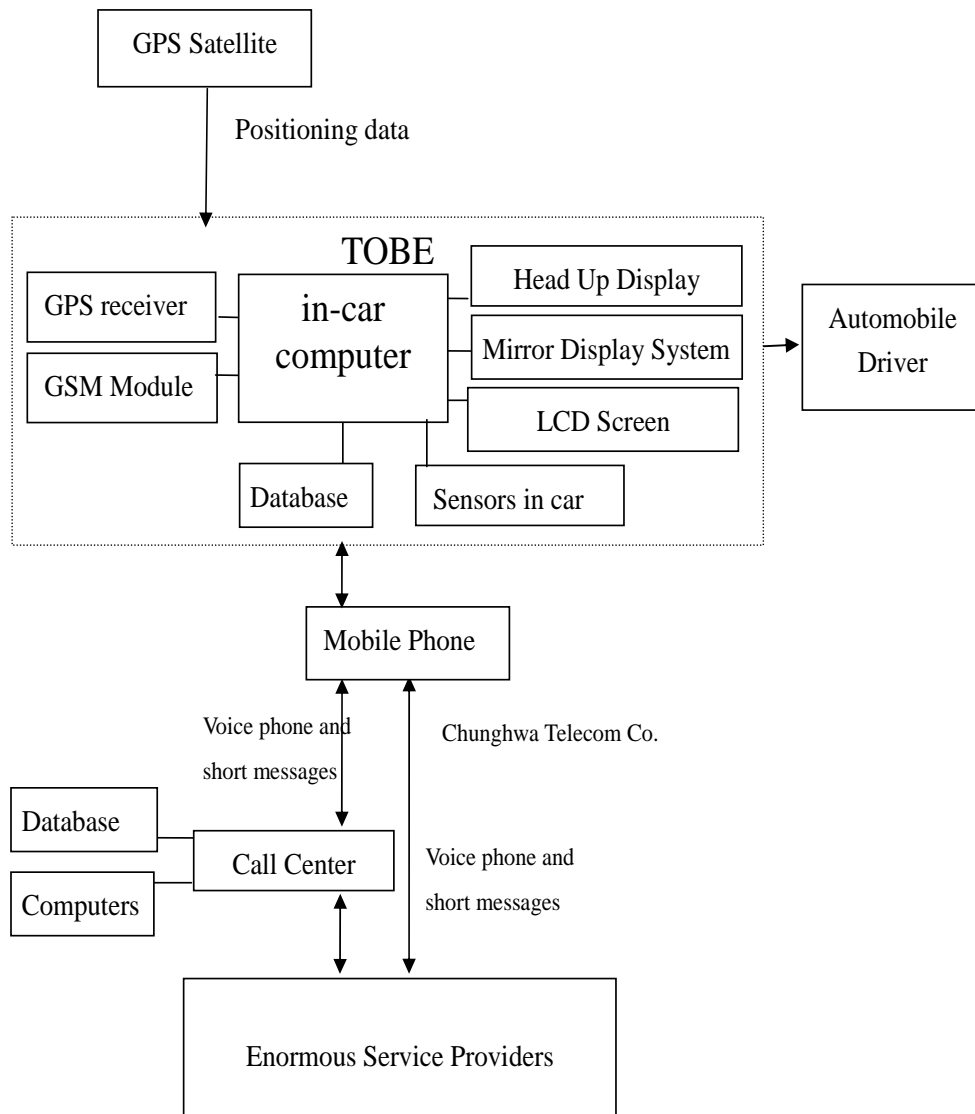 GPS Satellite
Positioning data
TOBE
GPS receiver
GSM Module
in-car
computer
Head Up Display
Mirror Display System
LCD Screen
Database
Sensors in car
Automobile
Driver
Mobile Phone
Voice phone and
short messages
Chunghwa Telecom Co.
Database
Computers
Call Center
Voice phone and
short messages
Enormous Service Providers